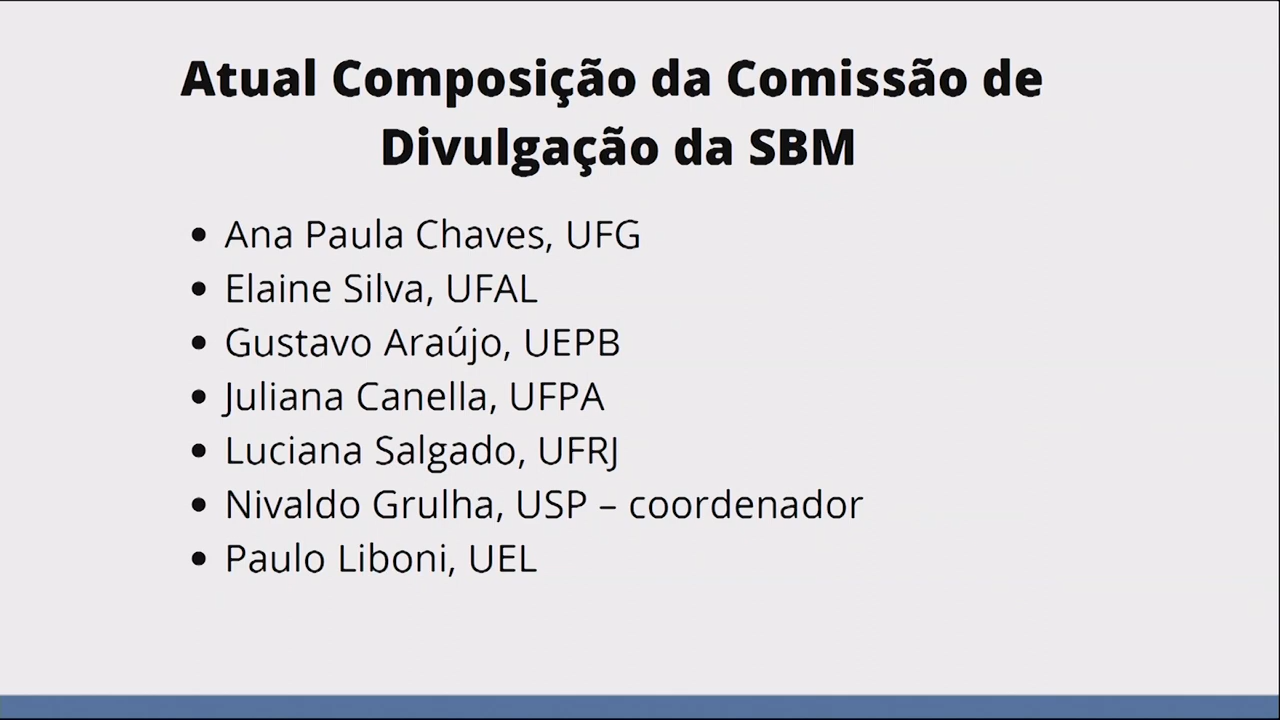 Atual Composição da Comissão de
Divulgação da SBM
• Ana Paula Chaves, UFG
• Elaine Silva, UFAL
• Gustavo Araújo, UEPB
• Juliana Canella, UFPA
• Luciana Salgado, UFRJ
• Nivaldo Grulha, USP – coordenador
• Paulo Liboni, UEL